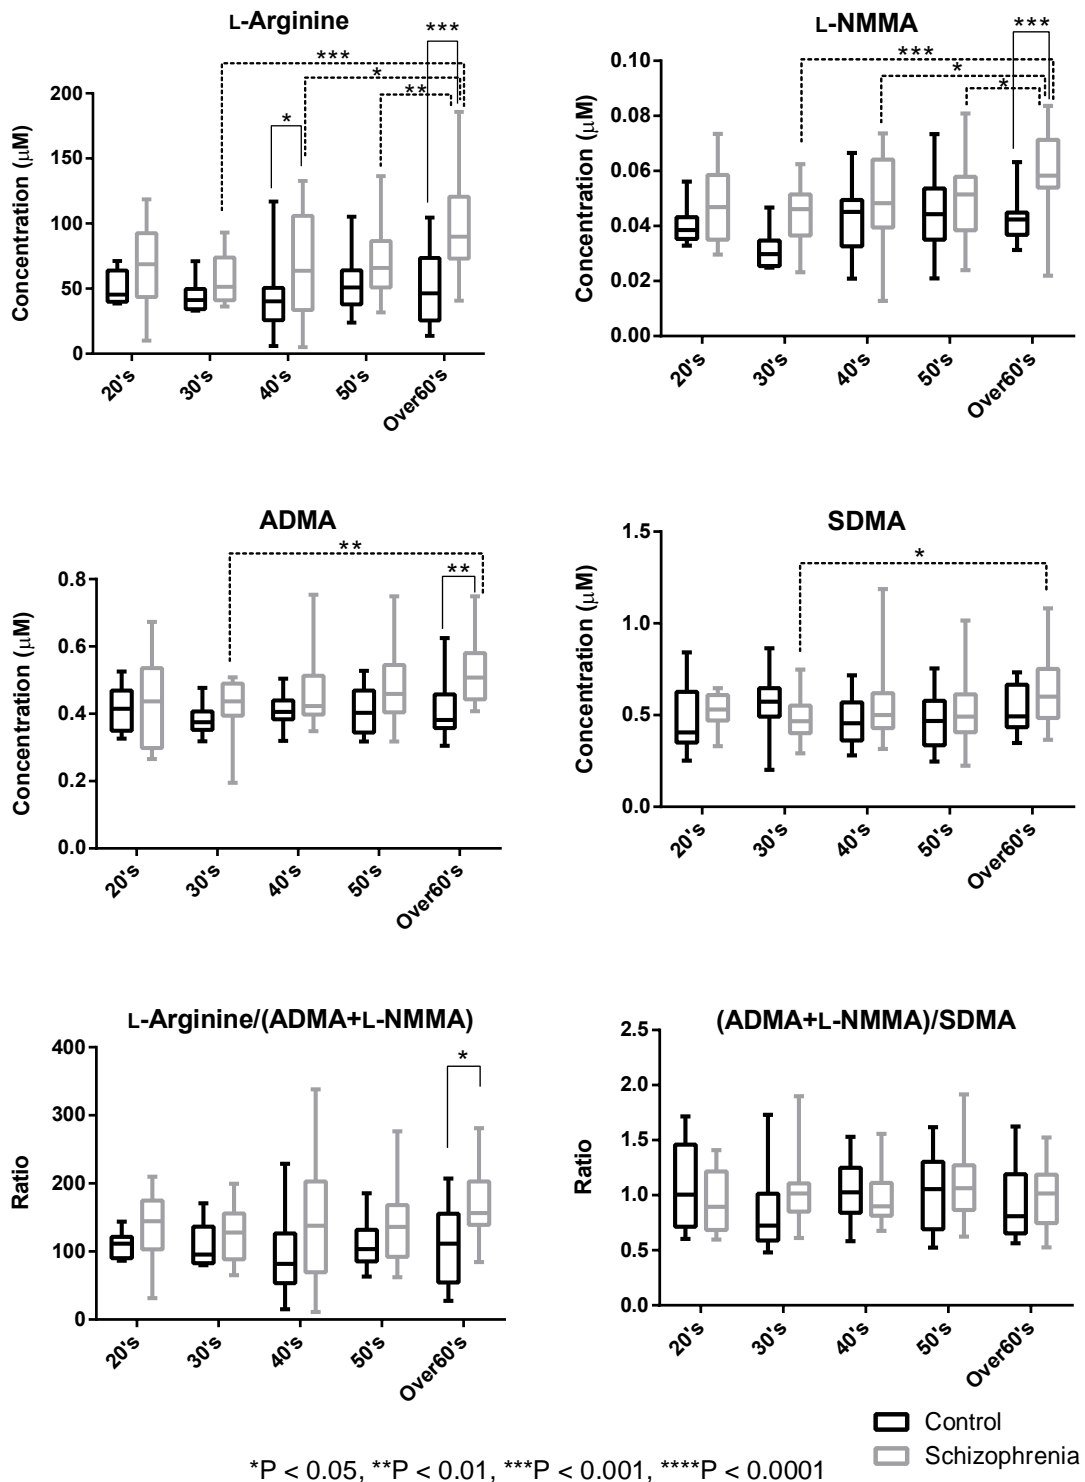 L-Arginine
***
***
*
**
*
Concentration (μM)
200
150
100
50
0
20's
30's
40's
50's
Over60's
L-NMMA
***
***
*
*
Concentration (μM)
0.10
0.08
0.06
0.04
0.02
0.00
20's
30's
40's
50's
Over60's
ADMA
**
**
Concentration (μM)
0.8
0.6
0.4
0.2
0.0
20's
30's
40's
50's
Over60's
SDMA
*
Concentration (μM)
1.5
1.0
0.5
0.0
20's
30's
40's
50's
Over60's
L-Arginine/(ADMA+L-NMMA)
*
Ratio
400
300
200
100
0
20's
30's
40's
50's
Over60's
(ADMA+L-NMMA)/SDMA
Ratio
2.5
2.0
1.5
1.0
0.5
0.0
20's
30's
40's
50's
Over60's
Control
Schizophrenia
*P < 0.05, **P < 0.01, ***P < 0.001, ****P < 0.0001